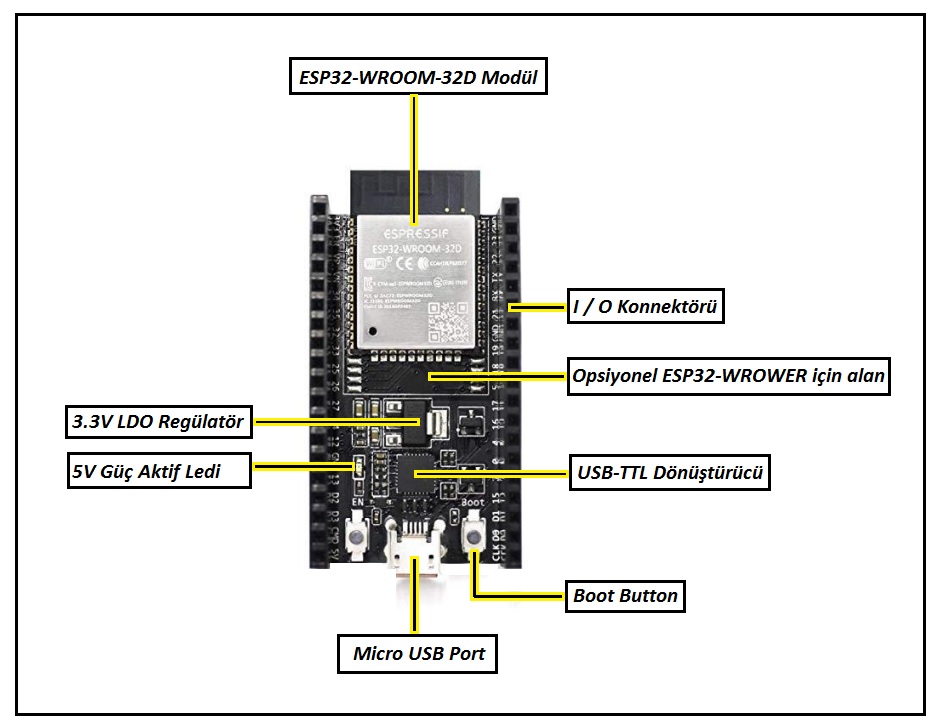 ESP32-WROOM-32D Modül
ESPRESSIF
ESP32-WROOM-32D
I / O Konnektörü
Opsiyonel ESP32-WROWER için alan
3.3V LDO Regülatör
5V Güç Aktif Ledi
USB-TTL Dönüştürücü
EN
Boot
Boot Button
Micro USB Port